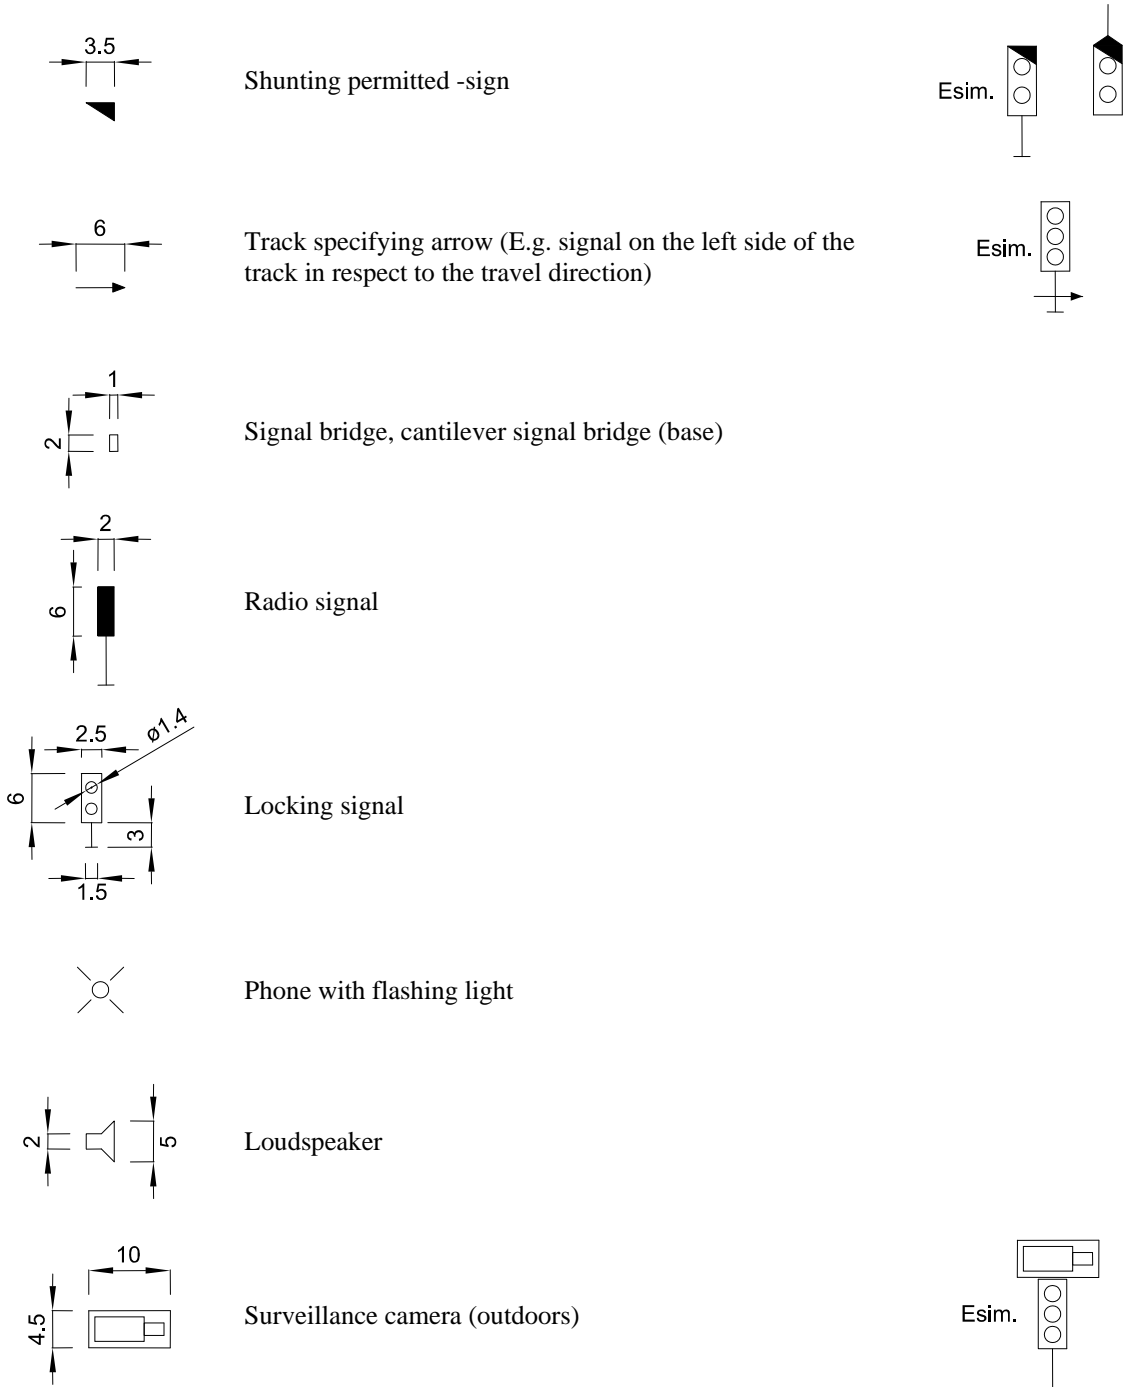 3.5
Shunting permitted -sign
Esim.
6
Track specifying arrow (E.g. signal on the left side of the
track in respect to the travel direction)
Esim.
1
2
Signal bridge, cantilever signal bridge (base)
2
6
Radio signal
2.5
ø1.4
6
3
1.5
Locking signal
Phone with flashing light
2
5
Loudspeaker
10
4.5
Surveillance camera (outdoors)
Esim.